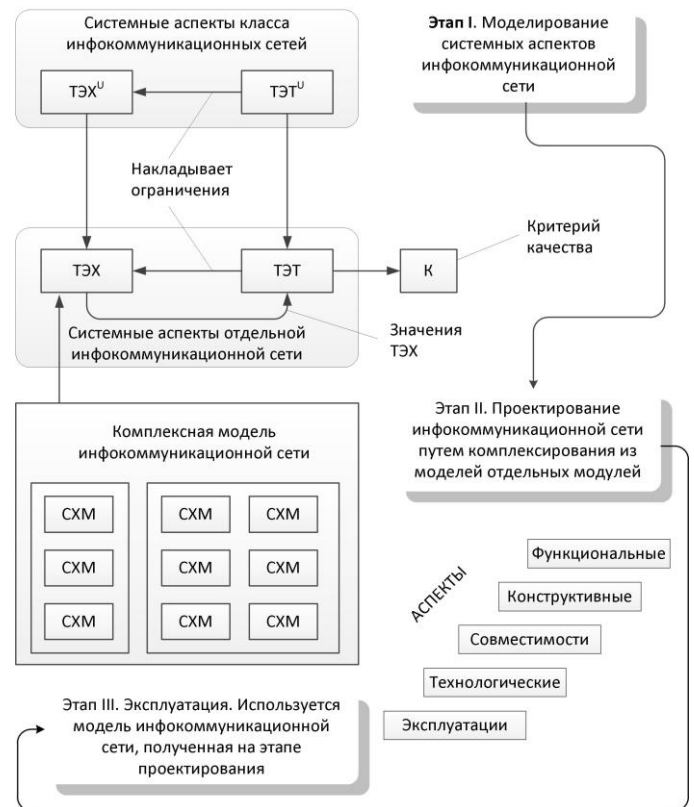 Системные аспекты класса
инфокоммуникационных сетей
ТЭХU
ТЭТU
Этап I. Моделирование
системных аспектов
инфокоммуникационной
сети
Накладывает
ограничения
ТЭХ
ТЭТ
К
Критерий
качества
Системные аспекты отдельной
инфокоммуникационной сети
Значения
ТЭХ
Комплексная модель
инфокоммуникационной сети
СХМ
СХМ
СХМ
СХМ
СХМ
СХМ
СХМ
СХМ
СХМ
Этап II. Проектирование
инфокоммуникационной сети
путем комплексирования из
моделей отдельных модулей
АСПЕКТЫ
Функциональные
Конструктивные
Совместимости
Технологические
Эксплуатации
Этап III. Эксплуатация. Используется
модель инфокоммуникационной
сети, полученная на этапе
проектирования